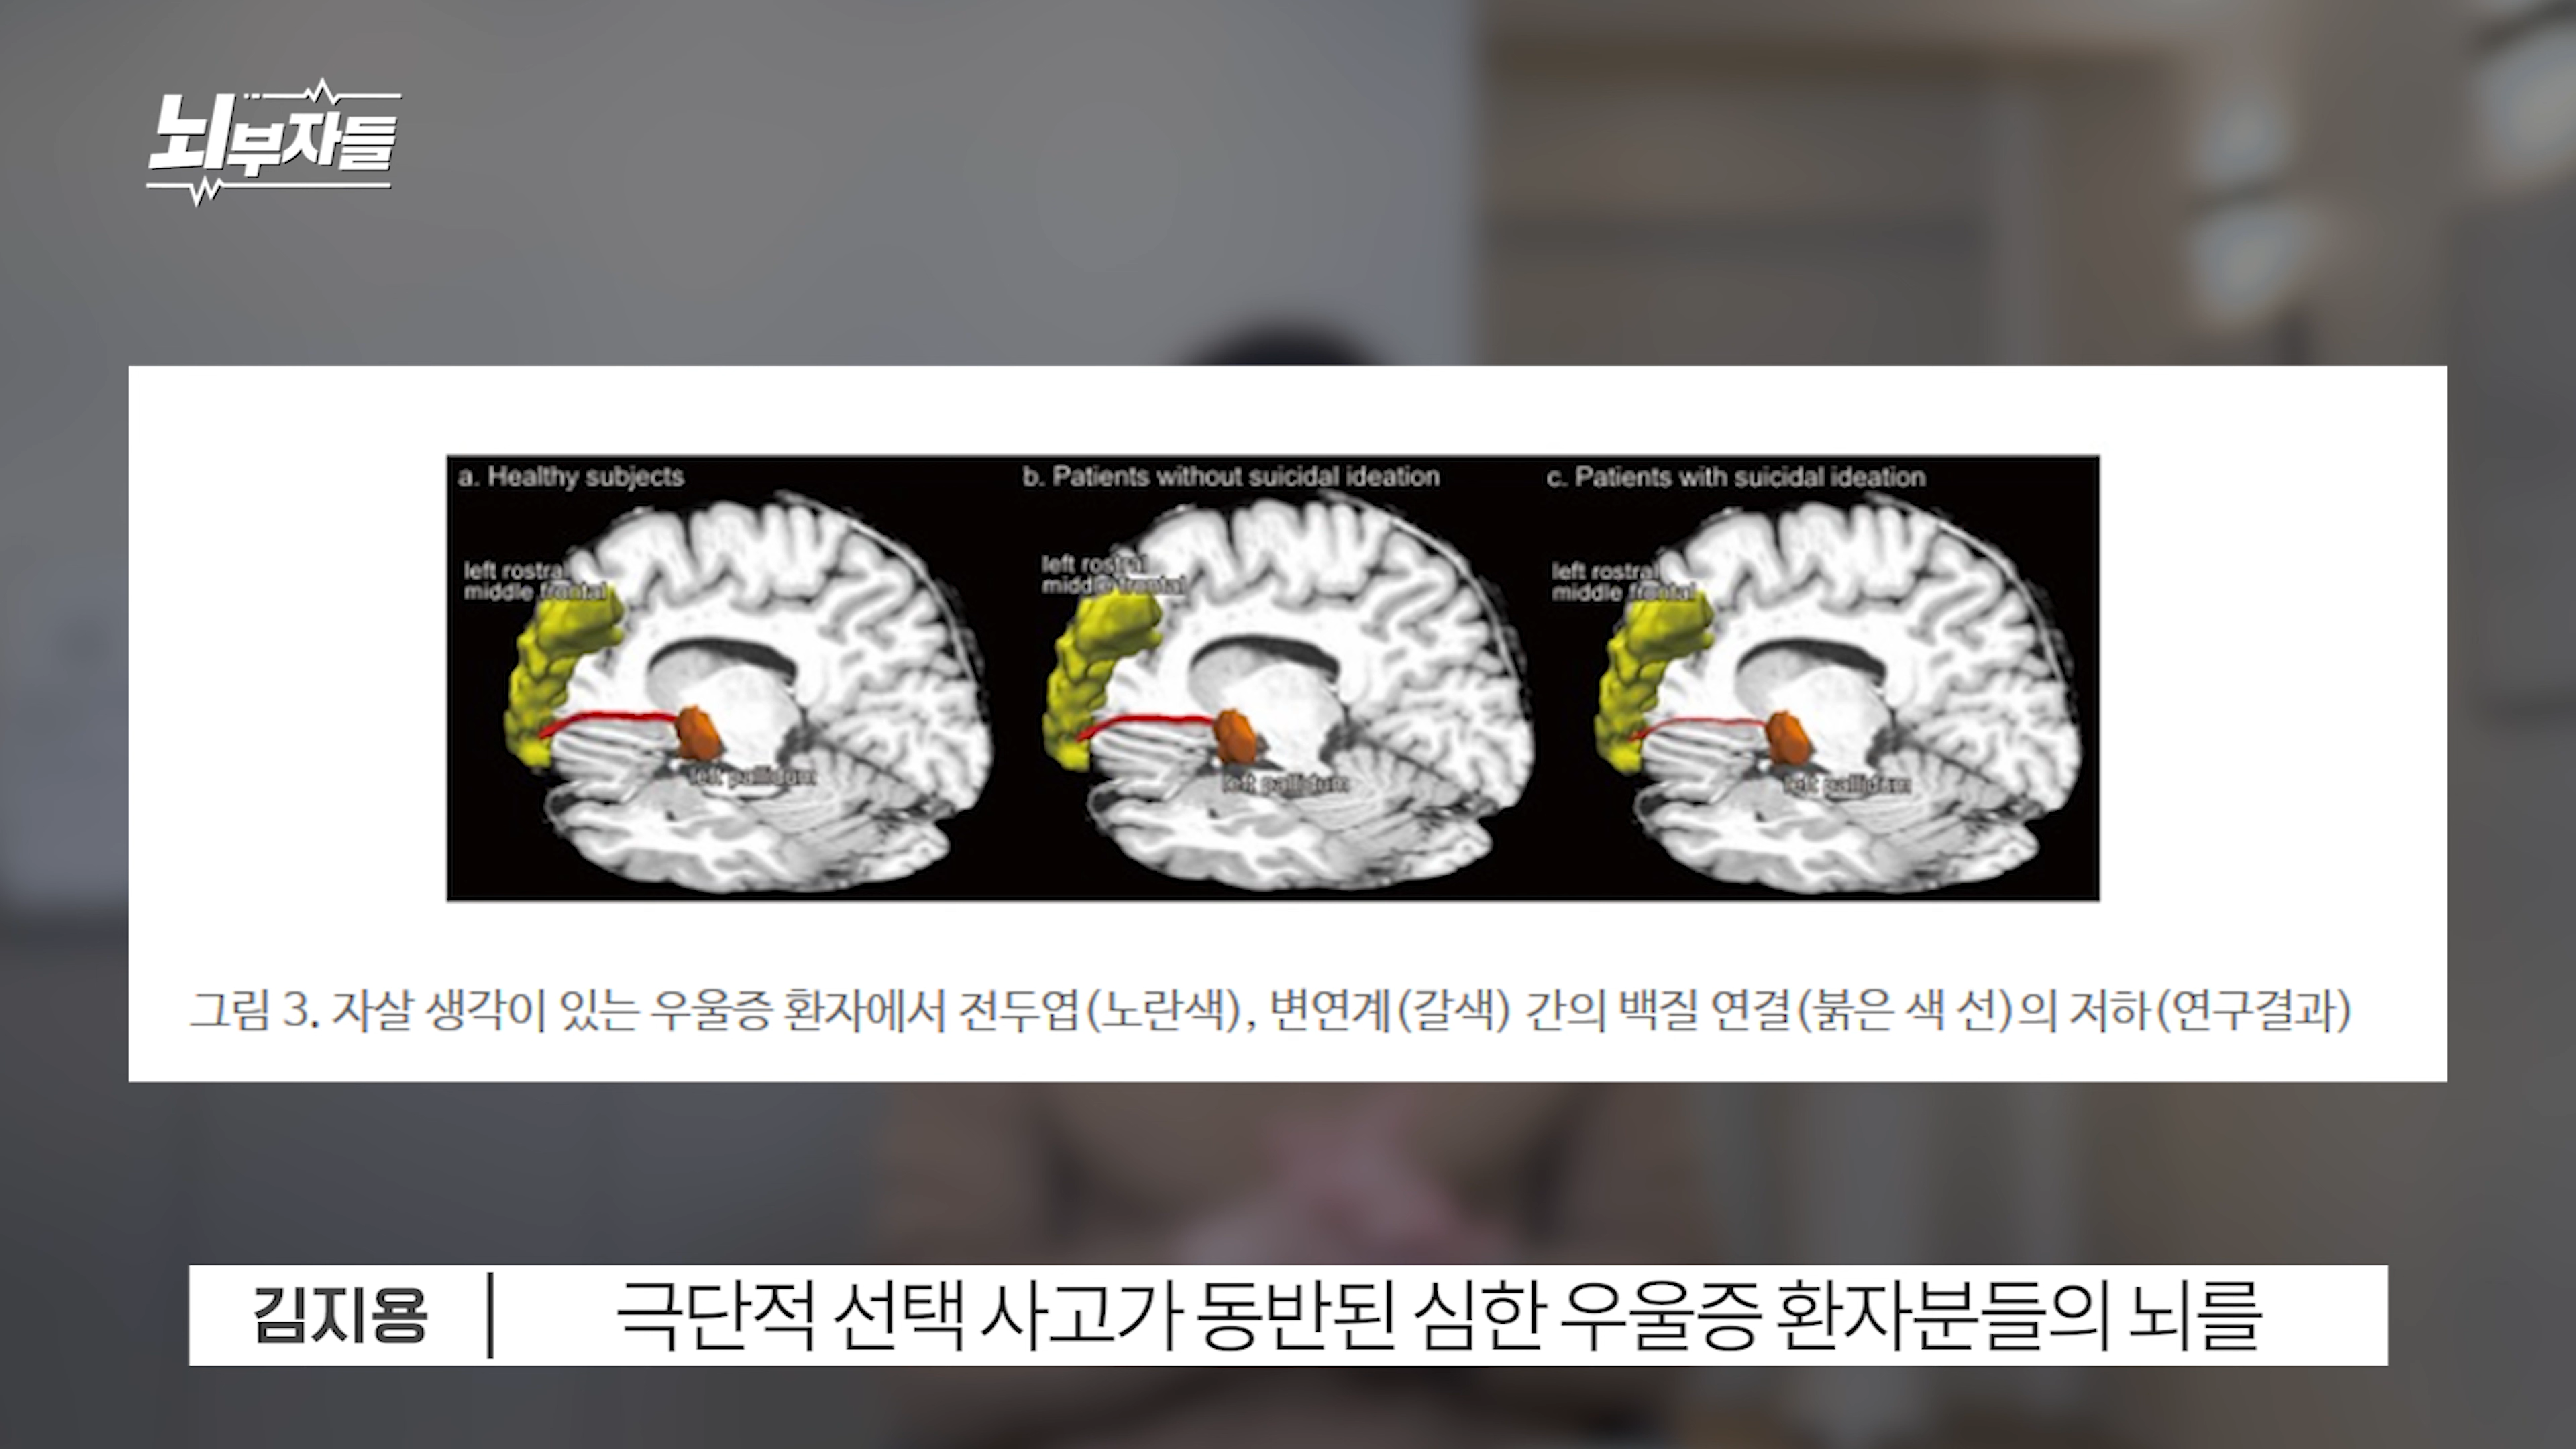 뇌부자들
a. Healthy subjects
b. Patients without suicidal ideation
c. Patients with suicidal ideation
left rostral
middle frontal
left pallidum
left rostral
middle frontal
left pallidum
left rostral
middle frontal
left pallidum
그림 3. 자살 생각이 있는 우울증 환자에서 전두엽(노란색), 변연계(갈색) 간의 백질 연결(붉은 색 선)의 저하(연구결과)
김지용 | 극단적 선택 사고가 동반된 심한 우울증 환자분들의 뇌를